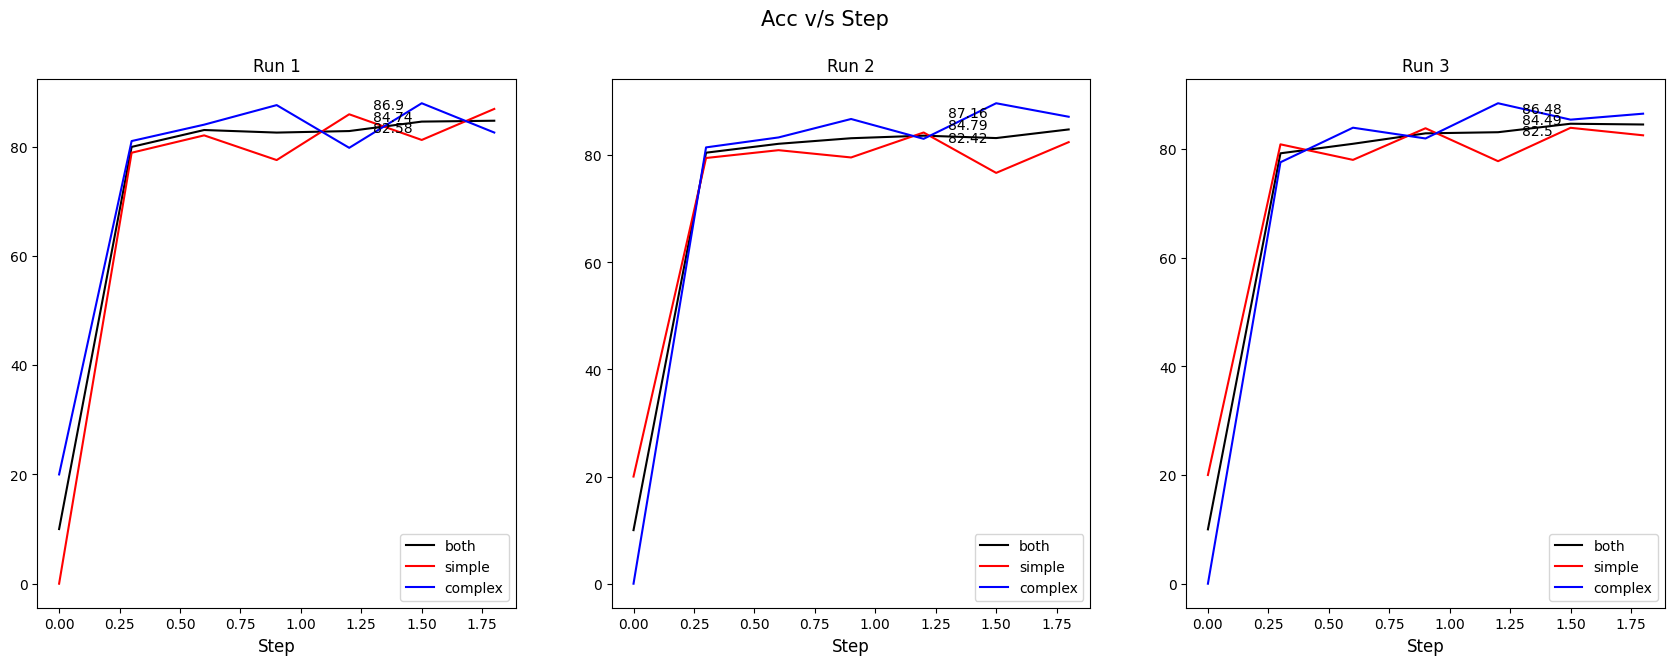 Acc v/s Step
Run 1
86.9
84.74
82.58
80
60
40
20
0
both
simple
complex
0.00 0.25 0.50 0.75 1.00 1.25 1.50 1.75
Step
Run 2
87.16
84.79
82.42
80
60
40
20
0
both
simple
complex
0.00 0.25 0.50 0.75 1.00 1.25 1.50 1.75
Step
Run 3
86.48
84.49
82.5
80
60
40
20
0
both
simple
complex
0.00 0.25 0.50 0.75 1.00 1.25 1.50 1.75
Step